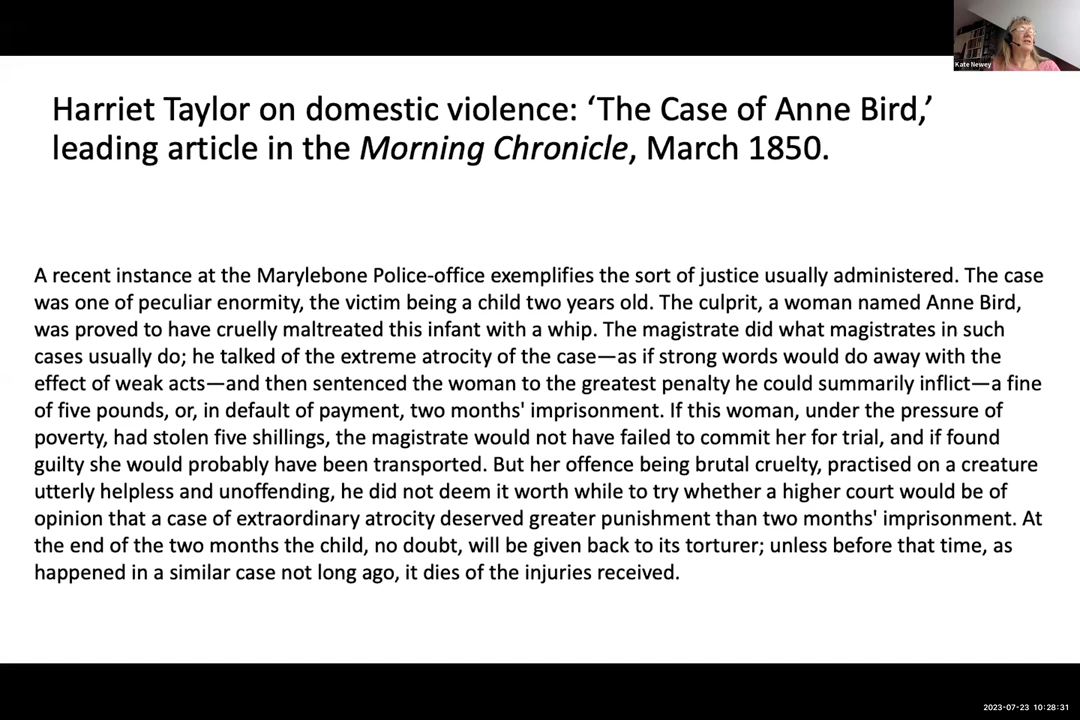 Kate Newey
Harriet Taylor on domestic violence: ‘The Case of Anne Bird,’
leading article in the Morning Chronicle, March 1850.
A recent instance at the Marylebone Police-office exemplifies the sort of justice usually administered. The case
was one of peculiar enormity, the victim being a child two years old. The culprit, a woman named Anne Bird,
was proved to have cruelly maltreated this infant with a whip. The magistrate did what magistrates in such
cases usually do; he talked of the extreme atrocity of the case—as if strong words would do away with the
effect of weak acts—and then sentenced the woman to the greatest penalty he could summarily inflict—a fine
of five pounds, or, in default of payment, two months' imprisonment. If this woman, under the pressure of
poverty, had stolen five shillings, the magistrate would not have failed to commit her for trial, and if found
guilty she would probably have been transported. But her offence being brutal cruelty, practised on a creature
utterly helpless and unoffending, he did not deem it worth while to try whether a higher court would be of
opinion that a case of extraordinary atrocity deserved greater punishment than two months' imprisonment. At
the end of the two months the child, no doubt, will be given back to its torturer; unless before that time, as
happened in a similar case not long ago, it dies of the injuries received.
2023-07-23 10:28:31